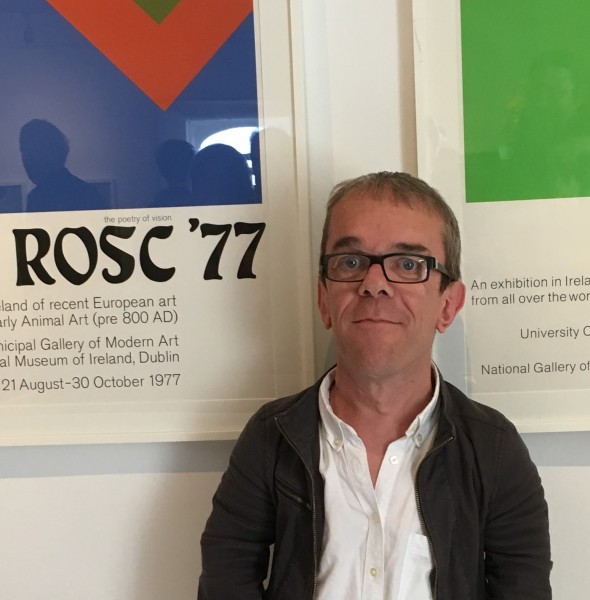 the poetry of vision
ROSC '77
eland of recent European art
arly Animal Art (pre 800 AD)
nicipal Gallery of Modern Art
al Museum of Ireland, Dublin
21 August–30 October 1977
An exhibition in Irela
from all over the wor
University C
National Gallery of